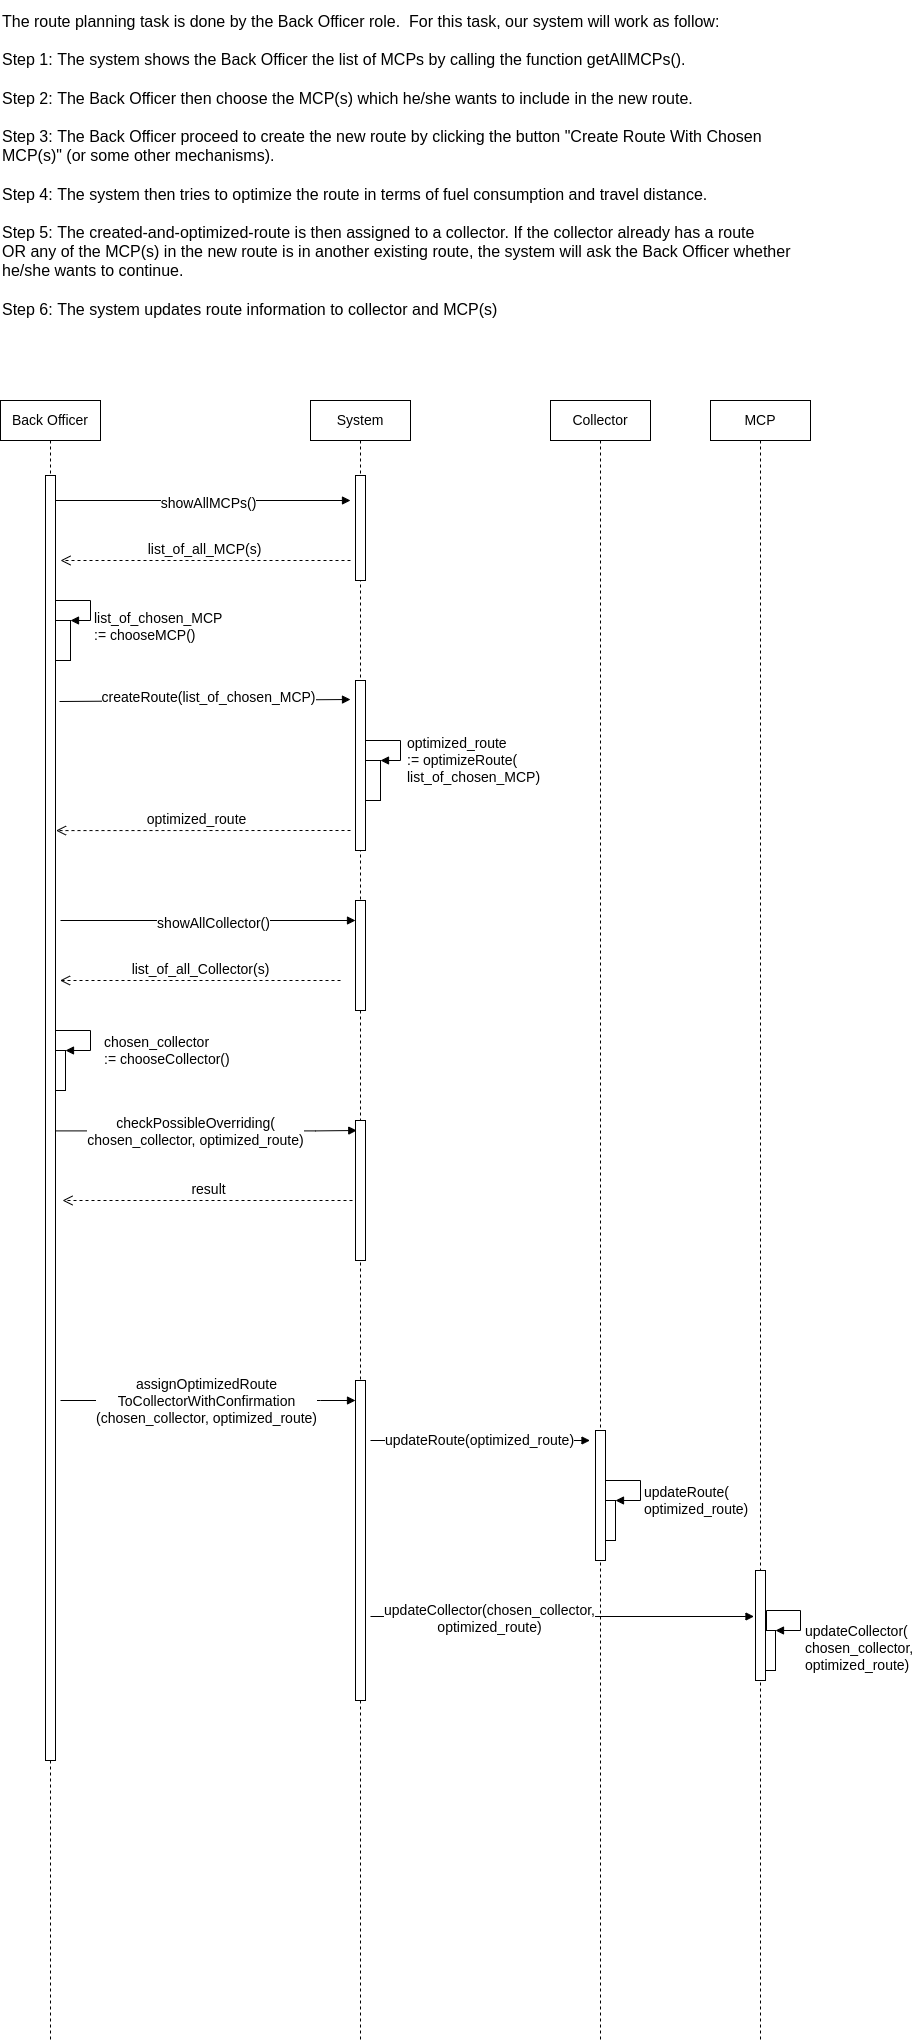 The route planning task is done by the Back Officer role.  For this task, our system will work as follow:
Step 1: The system shows the Back Officer the list of MCPs by calling the function getAllMCPs().
Step 2: The Back Officer then choose the MCP(s) which he/she wants to include in the new route.
Step 3: The Back Officer proceed to create the new route by clicking the button "Create Route With Chosen
MCP(s)" (or some other mechanisms).
Step 4: The system then tries to optimize the route in terms of fuel consumption and travel distance.
Step 5: The created-and-optimized-route is then assigned to a collector. If the collector already has a route
OR any of the MCP(s) in the new route is in another existing route, the system will ask the Back Officer whether
he/she wants to continue.
Step 6: The system updates route information to collector and MCP(s)
Back Officer
System
Collector
MCP
showAllMCPs()
list_of_all_MCP(s)
list_of_chosen_MCP
:= chooseMCP()
createRoute(list_of_chosen_MCP)
optimized_route
:= optimizeRoute(
list_of_chosen_MCP)
optimized_route
showAllCollector()
list_of_all_Collector(s)
chosen_collector
:= chooseCollector()
checkPossibleOverriding(
chosen_collector, optimized_route)
result
assignOptimizedRoute
ToCollectorWithConfirmation
(chosen_collector, optimized_route)
updateRoute(optimized_route)
updateRoute(
optimized_route)
updateCollector(chosen_collector,
optimized_route)
updateCollector(
chosen_collector,
optimized_route)